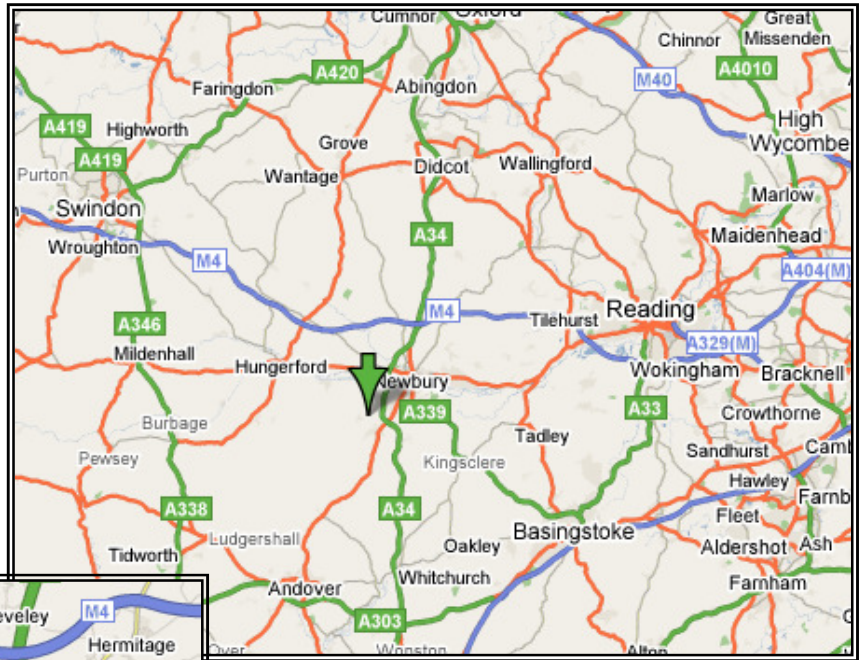 Cumnor
Oxford
Great
Missenden
Chinnor
A420
A4010
M40
Abingdon
Faringdon
High
Wycombe
A419
Highworth
Grove
A419
Didcot
Wallingford
Purton
Wantage
Marlow
Swindon
A34
Maidenhead
Wroughton
M4
A404(M)
M4
Reading
Tilehurst
A346
A329(M)
Mildenhall
Hungerford
Wokingham
Bracknell
Newbury
A339
A33
Crowthorne
Burbage
Tadley
Pewsey
Kingsclere
Sandhurst
Camb
Hawley
Farnb
A338
A34
Fleet
Basingstoke
Ludgershall
Oakley
Aldershot
Ash
Tidworth
Whitchurch
Farnham
Andover
A303
Over
Wonston
Alton
eveley
M4
Hermitage